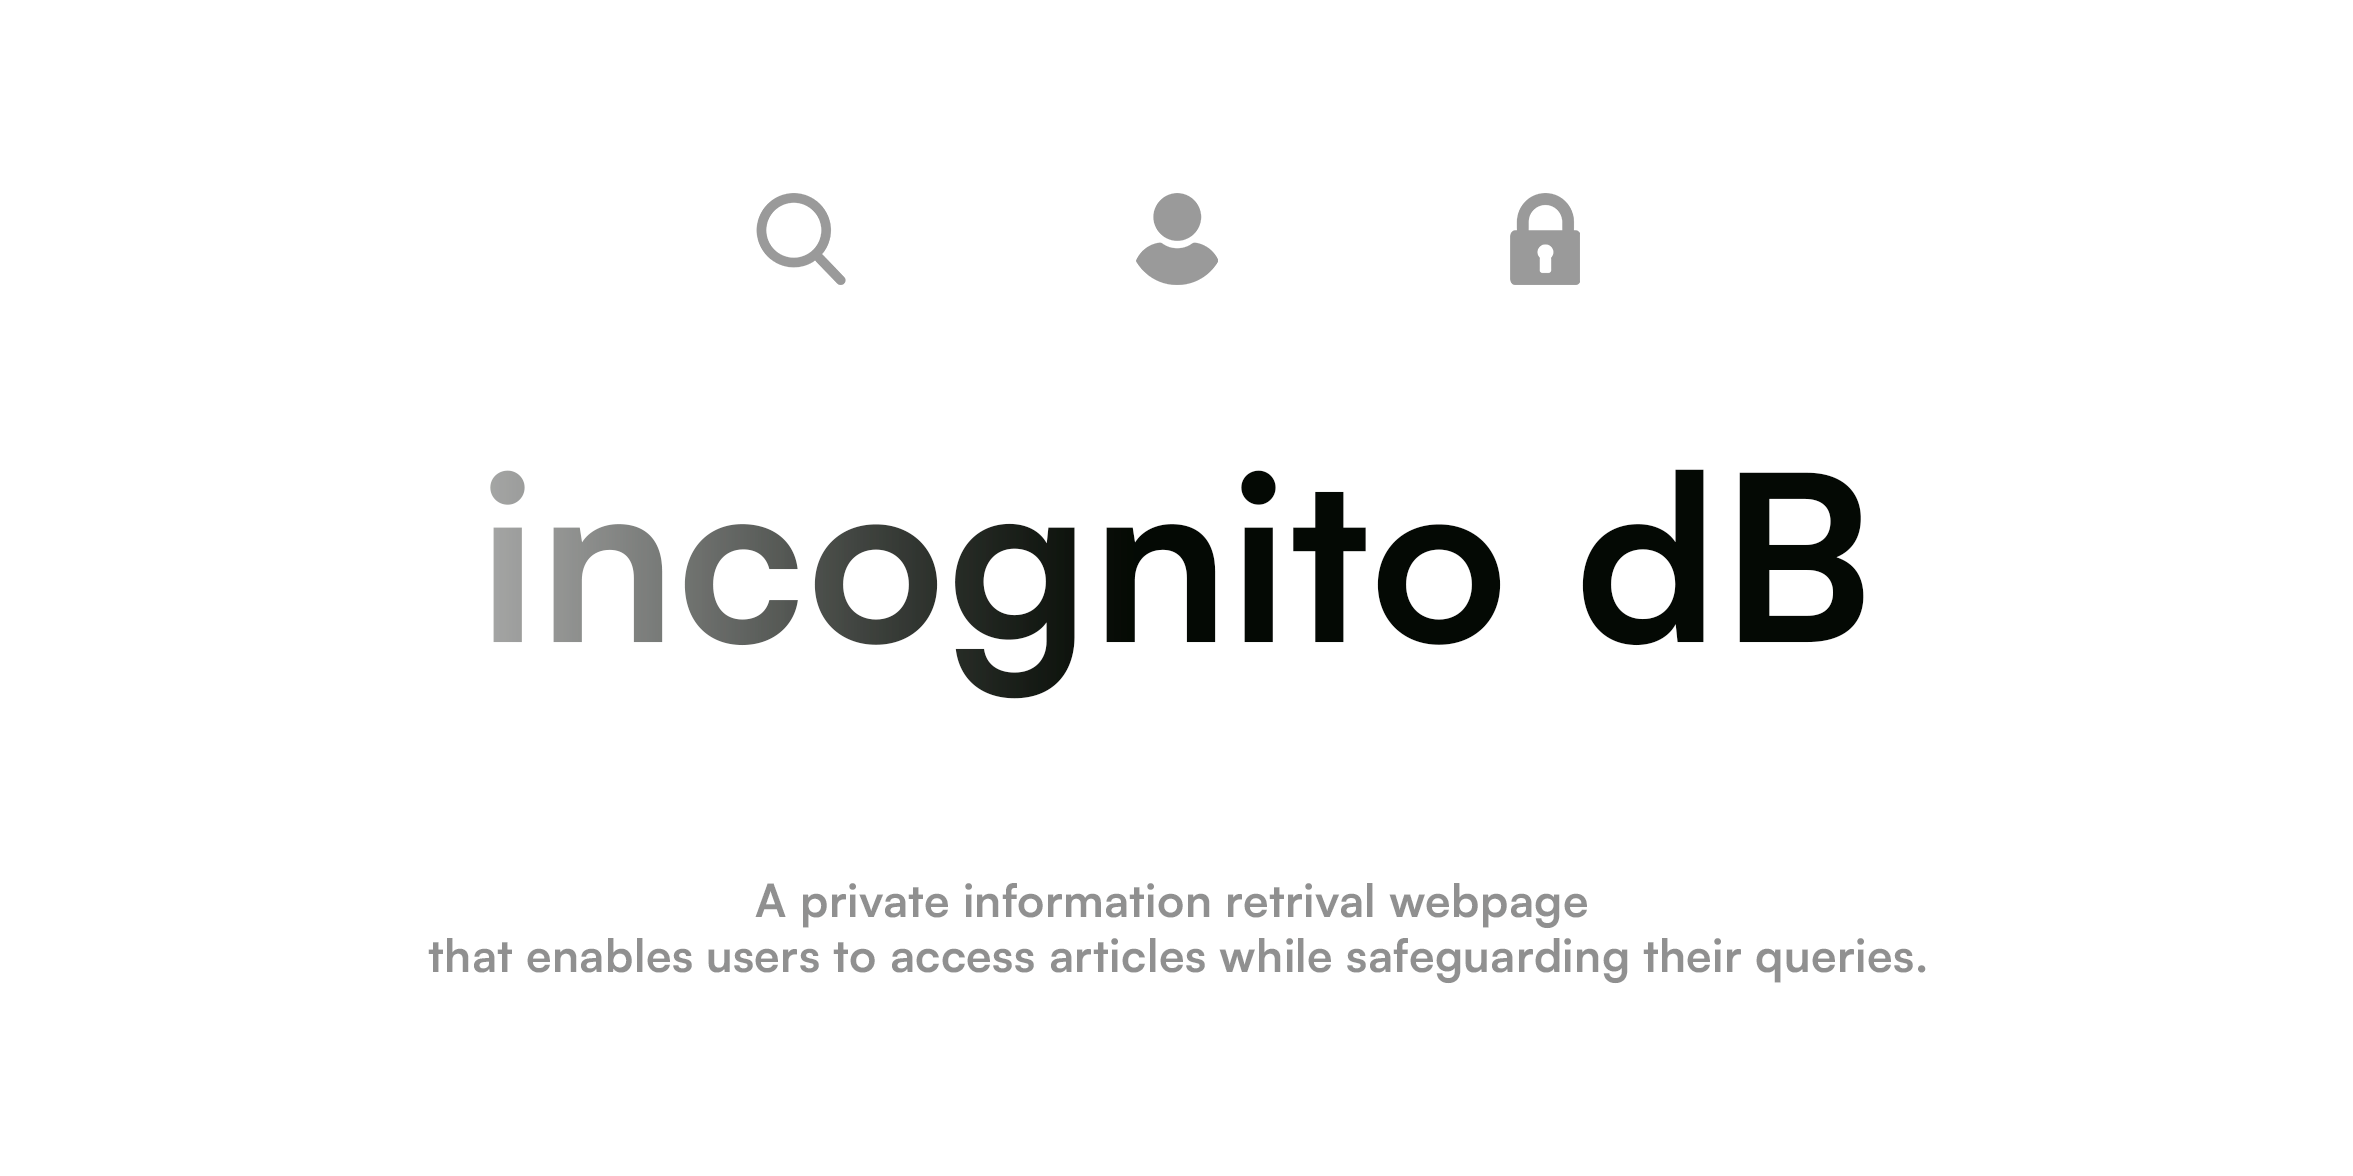 incognito dB
A private information retrival webpage
that enables users to access articles while safeguarding their queries.